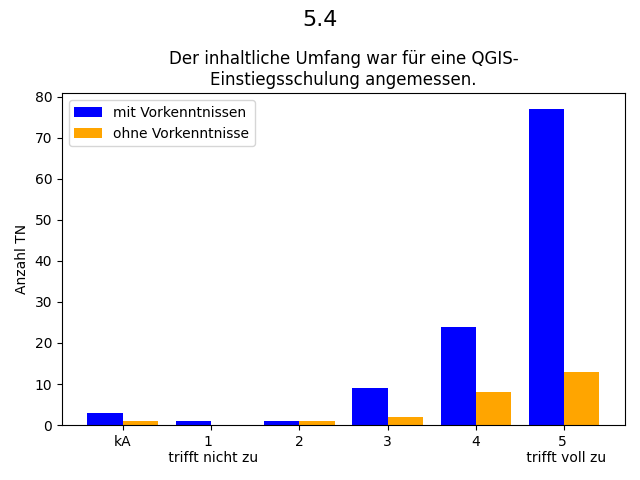 5.4
Der inhaltliche Umfang war für eine QGIS-
Einstiegsschulung angemessen.
mit Vorkenntnissen
ohne Vorkenntnisse
Anzahl TN
80
70
60
50
40
30
20
10
0
kA 1 2 3 4 5
trifft nicht zu trifft voll zu